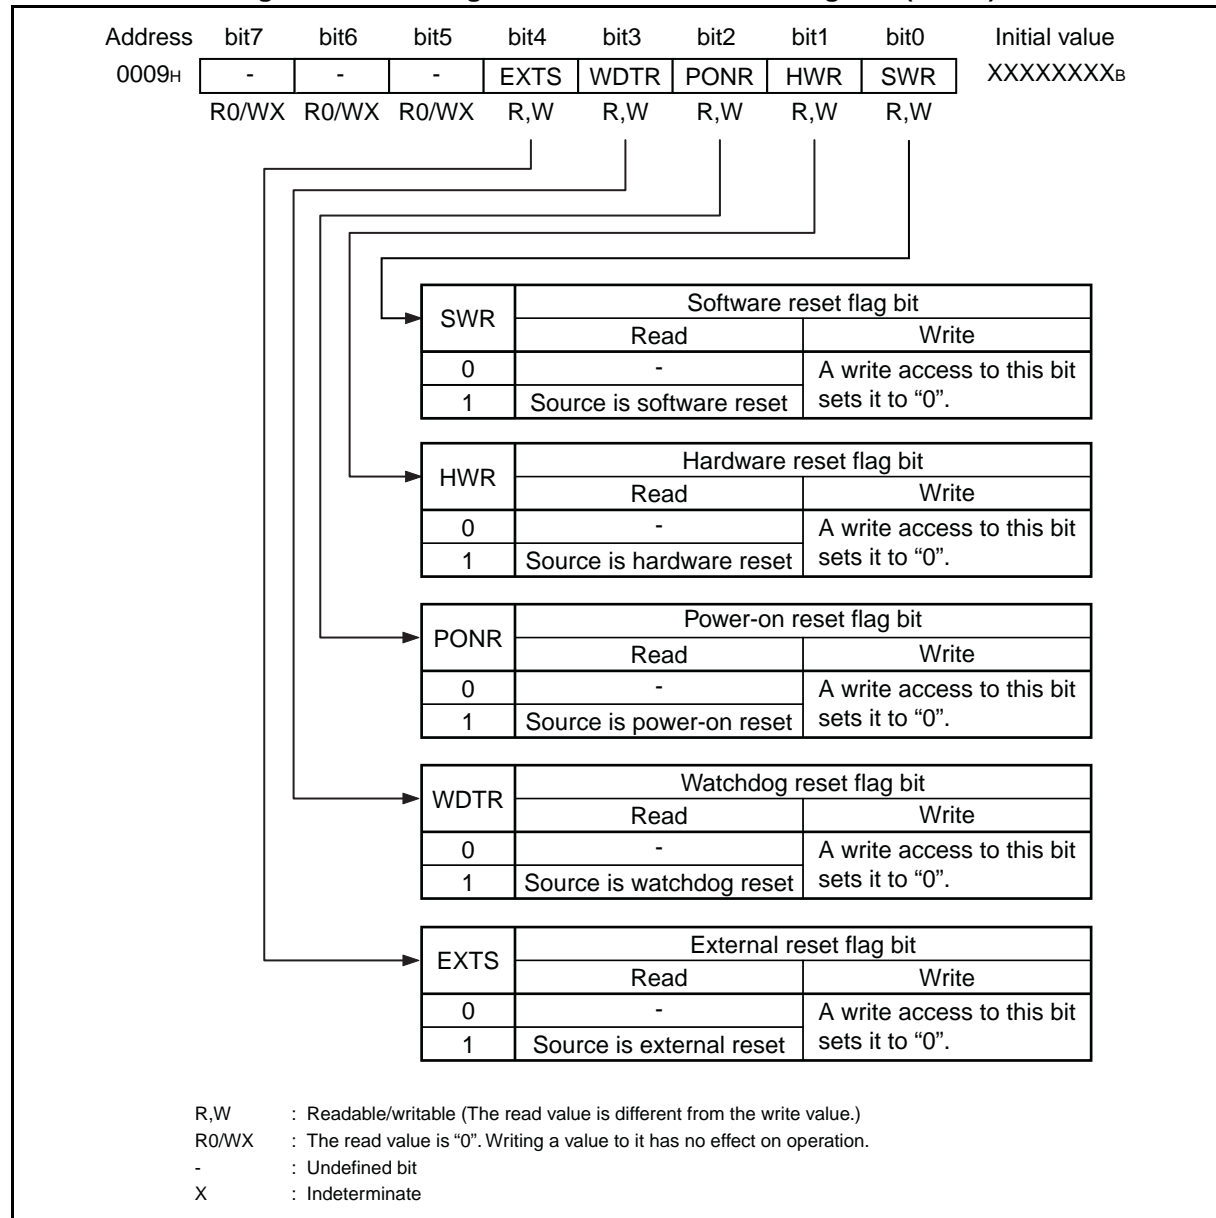 Address bit7 bit6 bit5 bit4 bit3 bit2 bit1 bit0 Initial value
0009H - - - EXTS WDTR PONR HWR SWR XXXXXXXXB
R0/WX R0/WX R0/WX R,W R,W R,W R,W R,W
SWR Software reset flag bit
Read Write
0 - A write access to this bit
1 Source is software reset sets it to “0”.
HWR Hardware reset flag bit
Read Write
0 - A write access to this bit
1 Source is hardware reset sets it to “0”.
PONR Power-on reset flag bit
Read Write
0 - A write access to this bit
1 Source is power-on reset sets it to “0”.
WDTR Watchdog reset flag bit
Read Write
0 - A write access to this bit
1 Source is watchdog reset sets it to “0”.
EXTS External reset flag bit
Read Write
0 - A write access to this bit
1 Source is external reset sets it to “0”.
R,W : Readable/writable (The read value is different from the write value.)
R0/WX : The read value is “0”. Writing a value to it has no effect on operation.
- : Undefined bit
X : Indeterminate